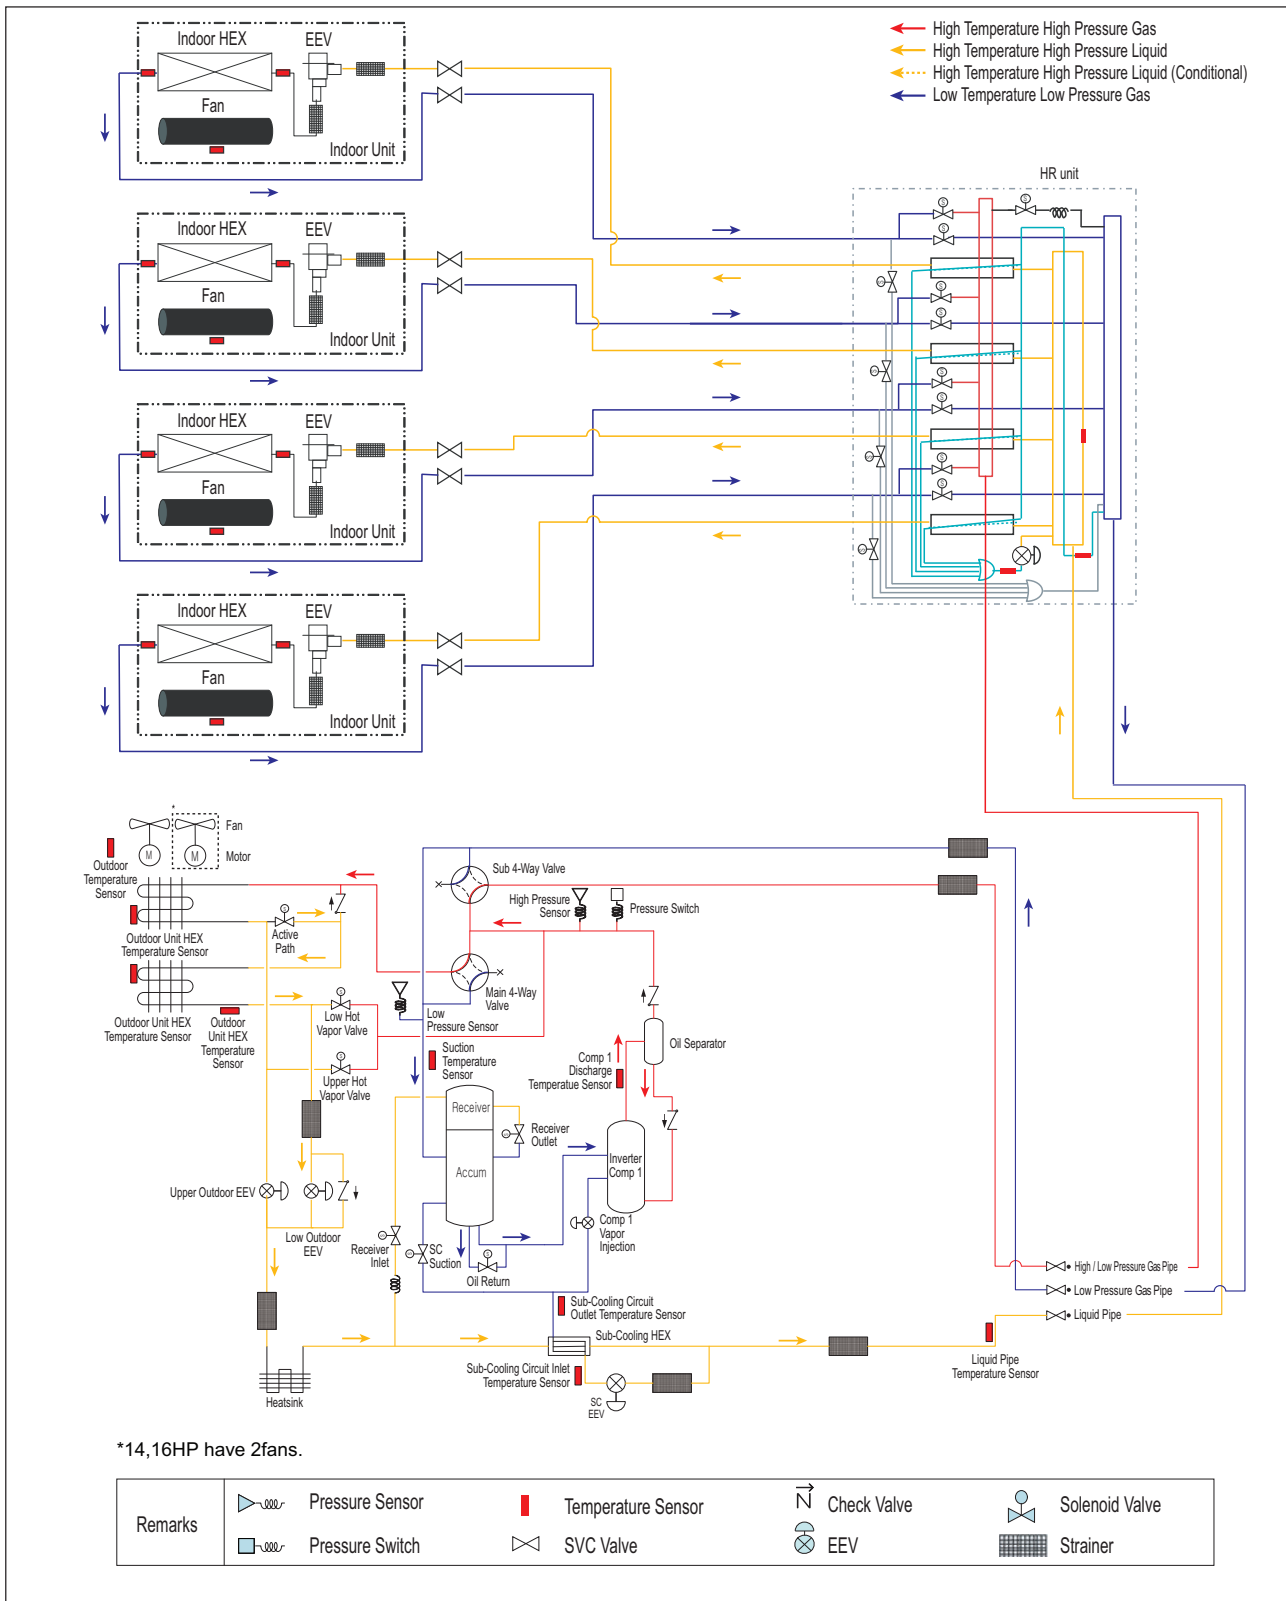 High Temperature High Pressure Gas
High Temperature High Pressure Liquid
High Temperature High Pressure Liquid (Conditional)
Low Temperature Low Pressure Gas
Indoor HEX
EEV
Fan
Indoor Unit
Indoor HEX
EEV
Fan
Indoor Unit
Indoor HEX
EEV
Fan
Indoor Unit
Indoor HEX
EEV
Fan
Indoor Unit
HR unit
S
S
S
S
S
S
S
S
S
S
S
S
S
*
Fan
Motor
M
M
Outdoor
Temperature
Sensor
Outdoor Unit HEX
Temperature Sensor
S
Active
Path
Outdoor Unit HEX
Temperature Sensor
Outdoor
Unit HEX
Temperature
Sensor
S
Low Hot
Vapor Valve
S
Upper Hot
Vapor Valve
Sub 4-Way Valve
High Pressure
Sensor
Pressure Switch
Main 4-Way
Valve
Low
Pressure Sensor
Suction
Temperature
Sensor
Oil Separator
Comp 1
Discharge
Temperatue Sensor
Receiver
S
Receiver
Outlet
Accum
Inverter
Comp 1
Upper Outdoor EEV
Low Outdoor
EEV
S
Receiver
Inlet
S
SC
Suction
S
Oil Return
Comp 1
Vapor
Injection
Sub-Cooling Circuit
Outlet Temperature Sensor
Sub-Cooling HEX
Sub-Cooling Circuit Inlet
Temperature Sensor
SC
EEV
Heatsink
High / Low Pressure Gas Pipe
Low Pressure Gas Pipe
Liquid Pipe
Liquid Pipe
Temperature Sensor
*14,16HP have 2fans.
Remarks
Pressure Sensor
Temperature Sensor
Check Valve
Solenoid Valve
Pressure Switch
SVC Valve
EEV
Strainer